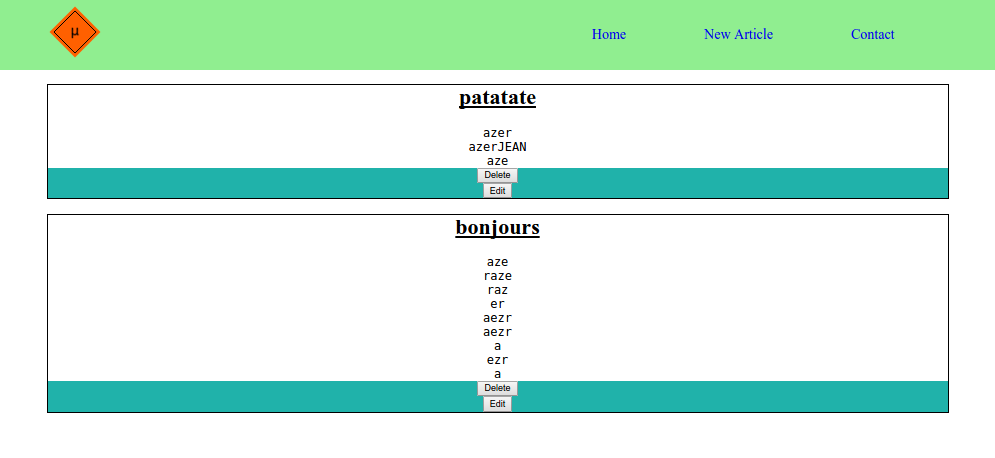 µ
Home New Article Contact
patatate
azer
azerJEAN
aze
Delete
Edit
bonjours
aze
raze
raz
er
aezr
aezr
a
ezr
a
Delete
Edit